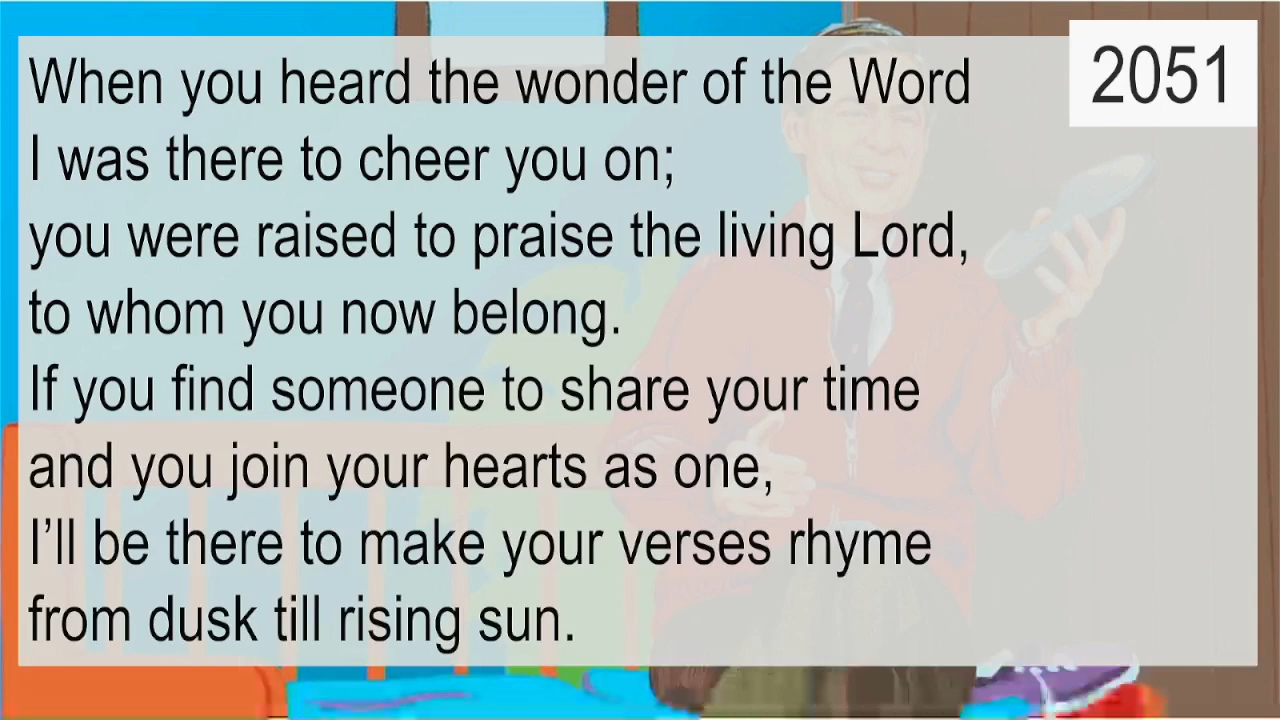 When you heard the wonder of the Word
I was there to cheer you on;
you were raised to praise the living Lord,
to whom you now belong.
If you find someone to share your time
and you join your hearts as one,
I’ll be there to make your verses rhyme
from dusk till rising sun.
2051